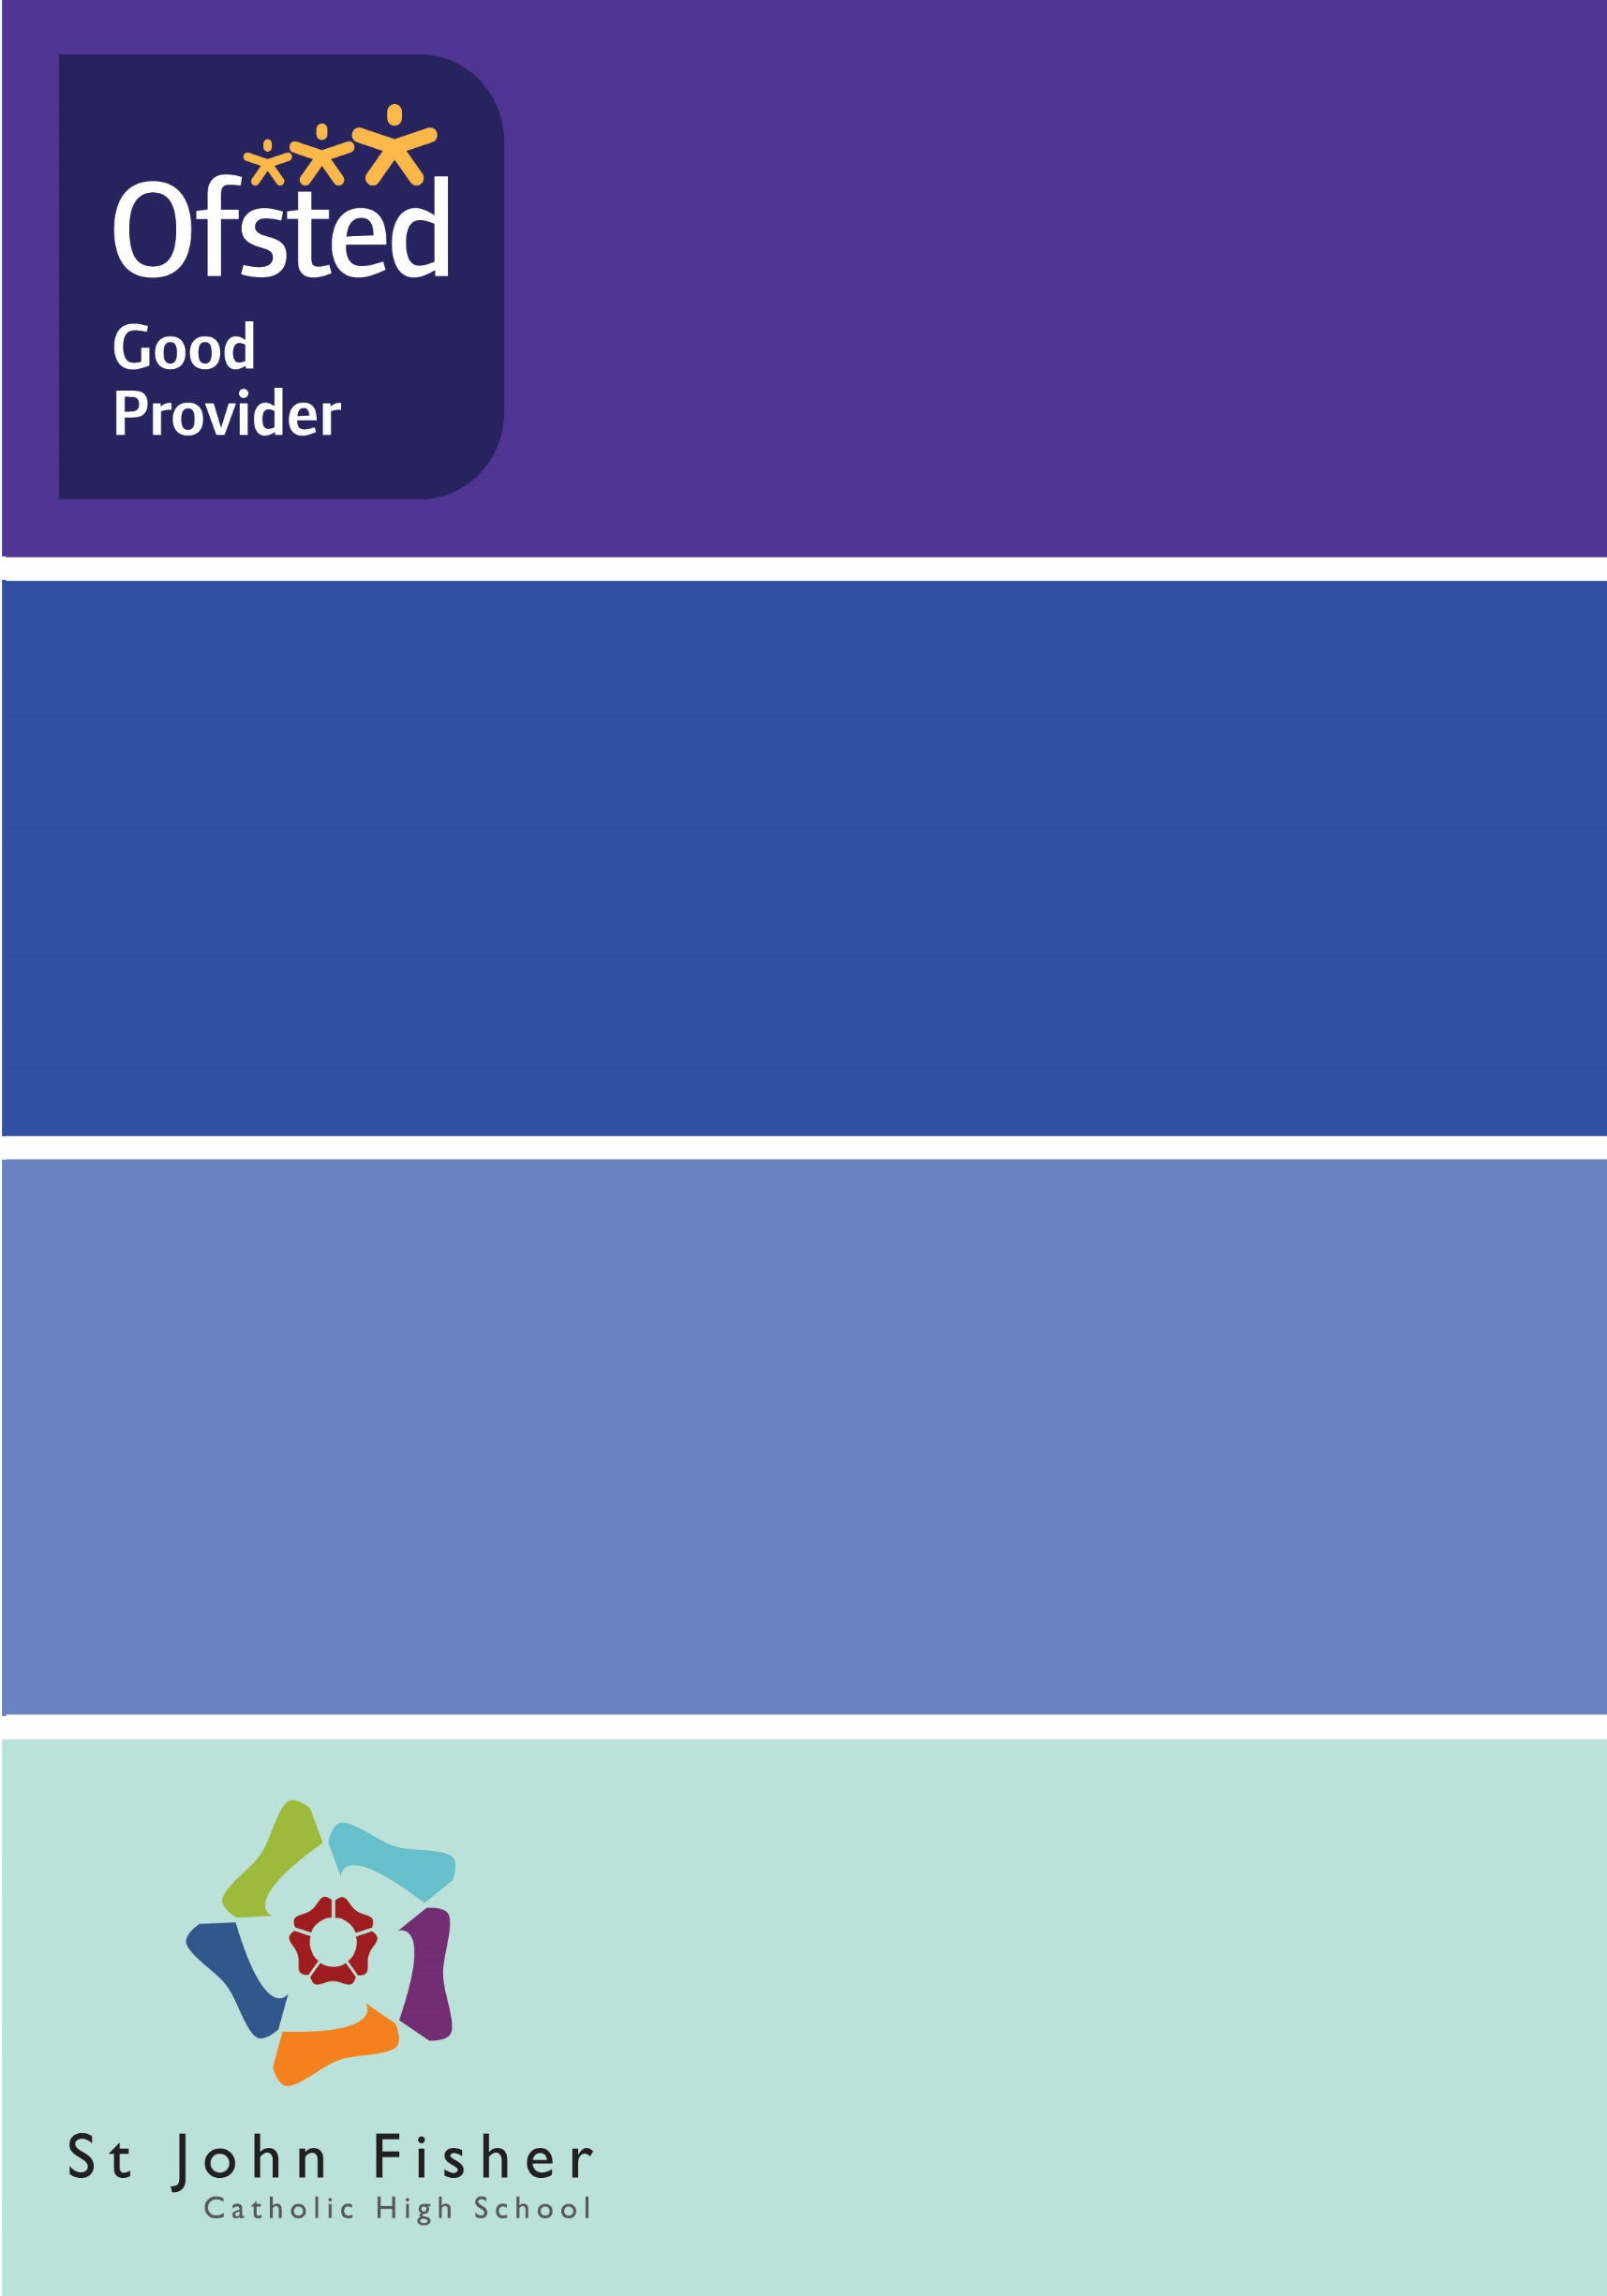 Ofsted
Good
Provider
St John Fisher
Catholic High School